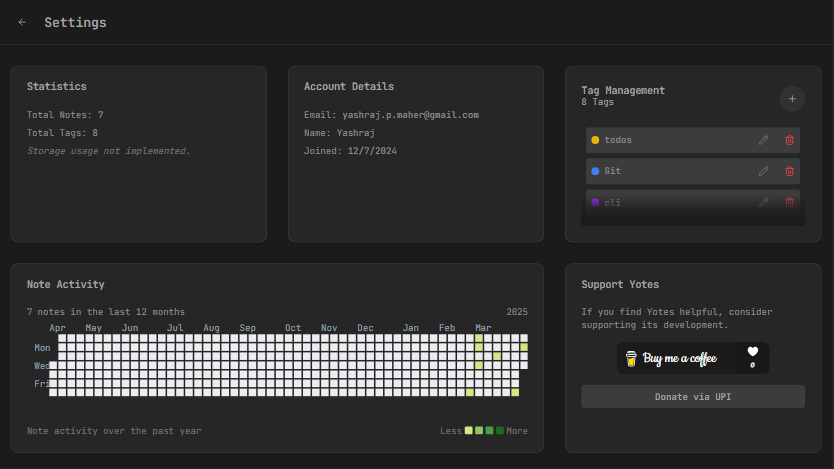 Settings
Statistics
Total Notes: 7
Total Tags: 8
Storage usage not implemented.
Account Details
Email: yashraj.p.maher@gmail.com
Name: Yashraj
Joined: 12/7/2024
Tag Management
8 Tags
todos
Git
cli
Note Activity
7 notes in the last 12 months 2025
Apr May Jun Jul Aug Sep Oct Nov Dec Jan Feb Mar
Mon
Wed
Fri
Note activity over the past year
Less More
Support Yotes
If you find Yotes helpful, consider
supporting its development.
Buy me a coffee
0
Donate via UPI